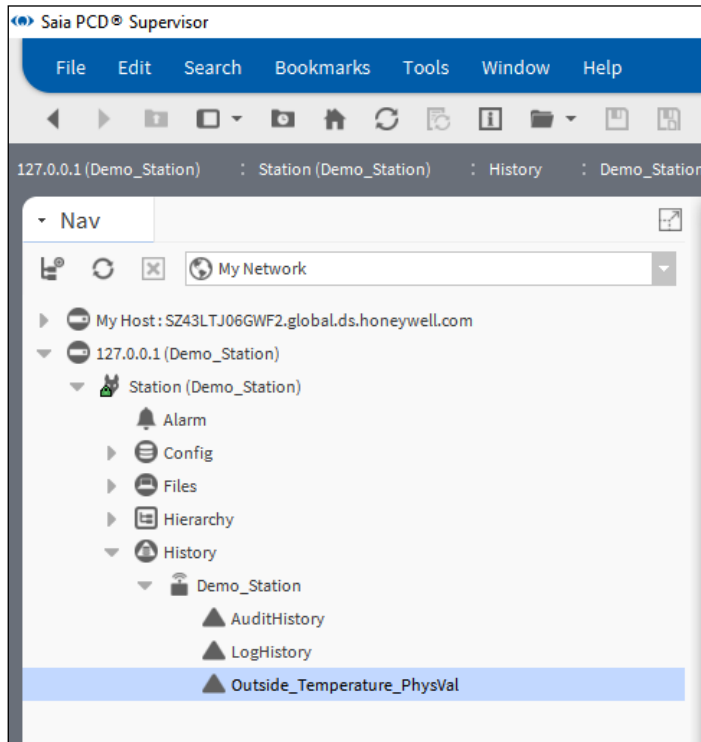 Saia PCD® Supervisor
File Edit Search Bookmarks Tools Window Help
127.0.0.1 (Demo_Station) : Station (Demo_Station) : History : Demo_Station
Nav
My Network
My Host : SZ43LTJ06GWF2.global.ds.honeywell.com
127.0.0.1 (Demo_Station)
Station (Demo_Station)
Alarm
Config
Files
Hierarchy
History
Demo_Station
AuditHistory
LogHistory
Outside_Temperature_PhysVal